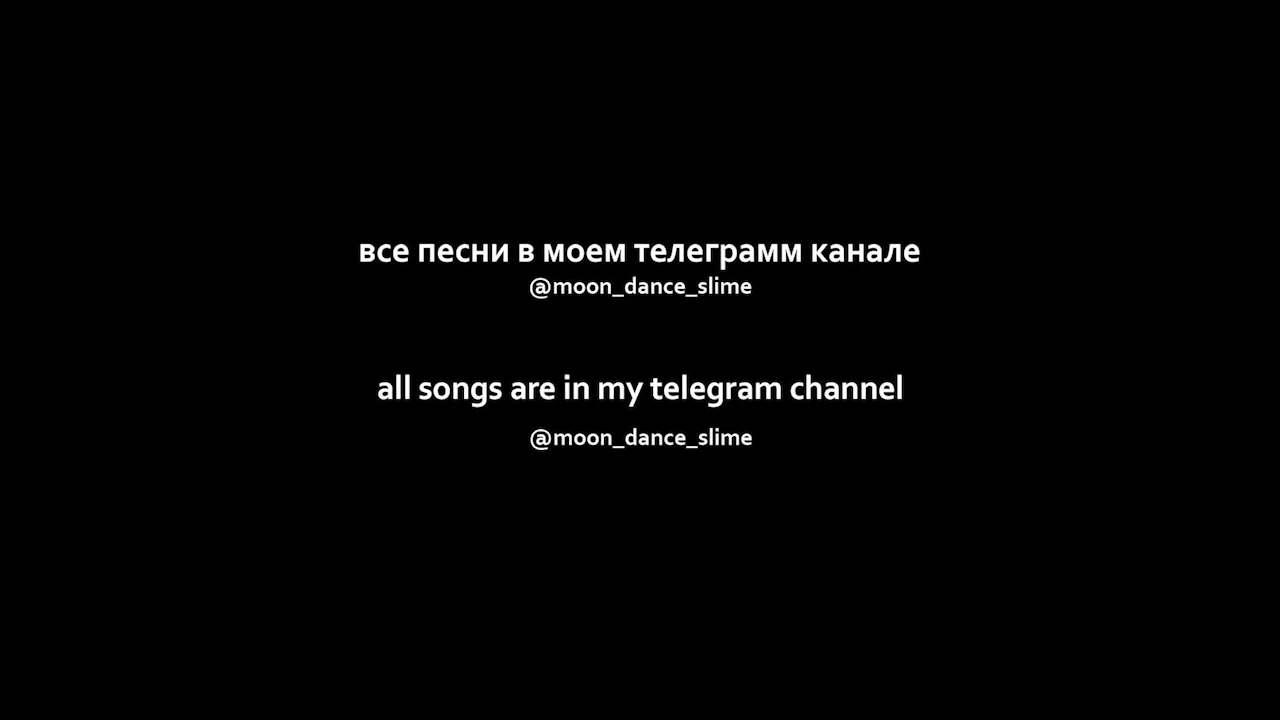 все песни в моем телеграмм канале
@moon_dance_slime
all songs are in my telegram channel
@moon_dance_slime